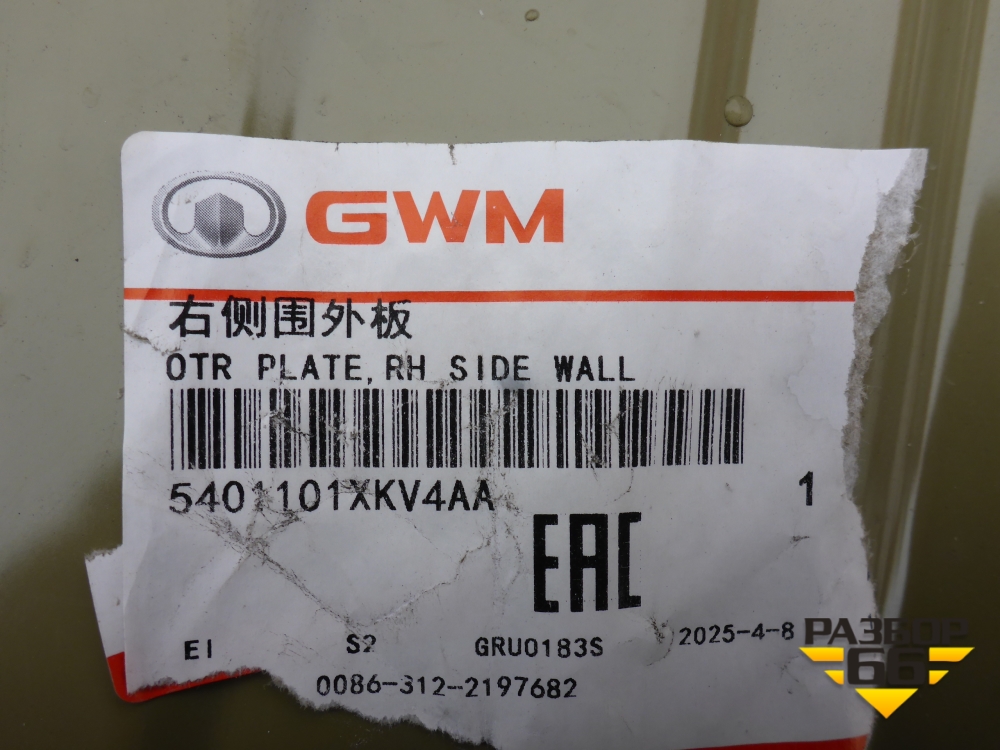 GWM
右侧围外板
OTR PLATE,RH SIDE WALL
5401101XKV4AA 1
EAC
EI S2 GRU0183S 2025-4-8
0086-312-2197682
РАЗБОР
66